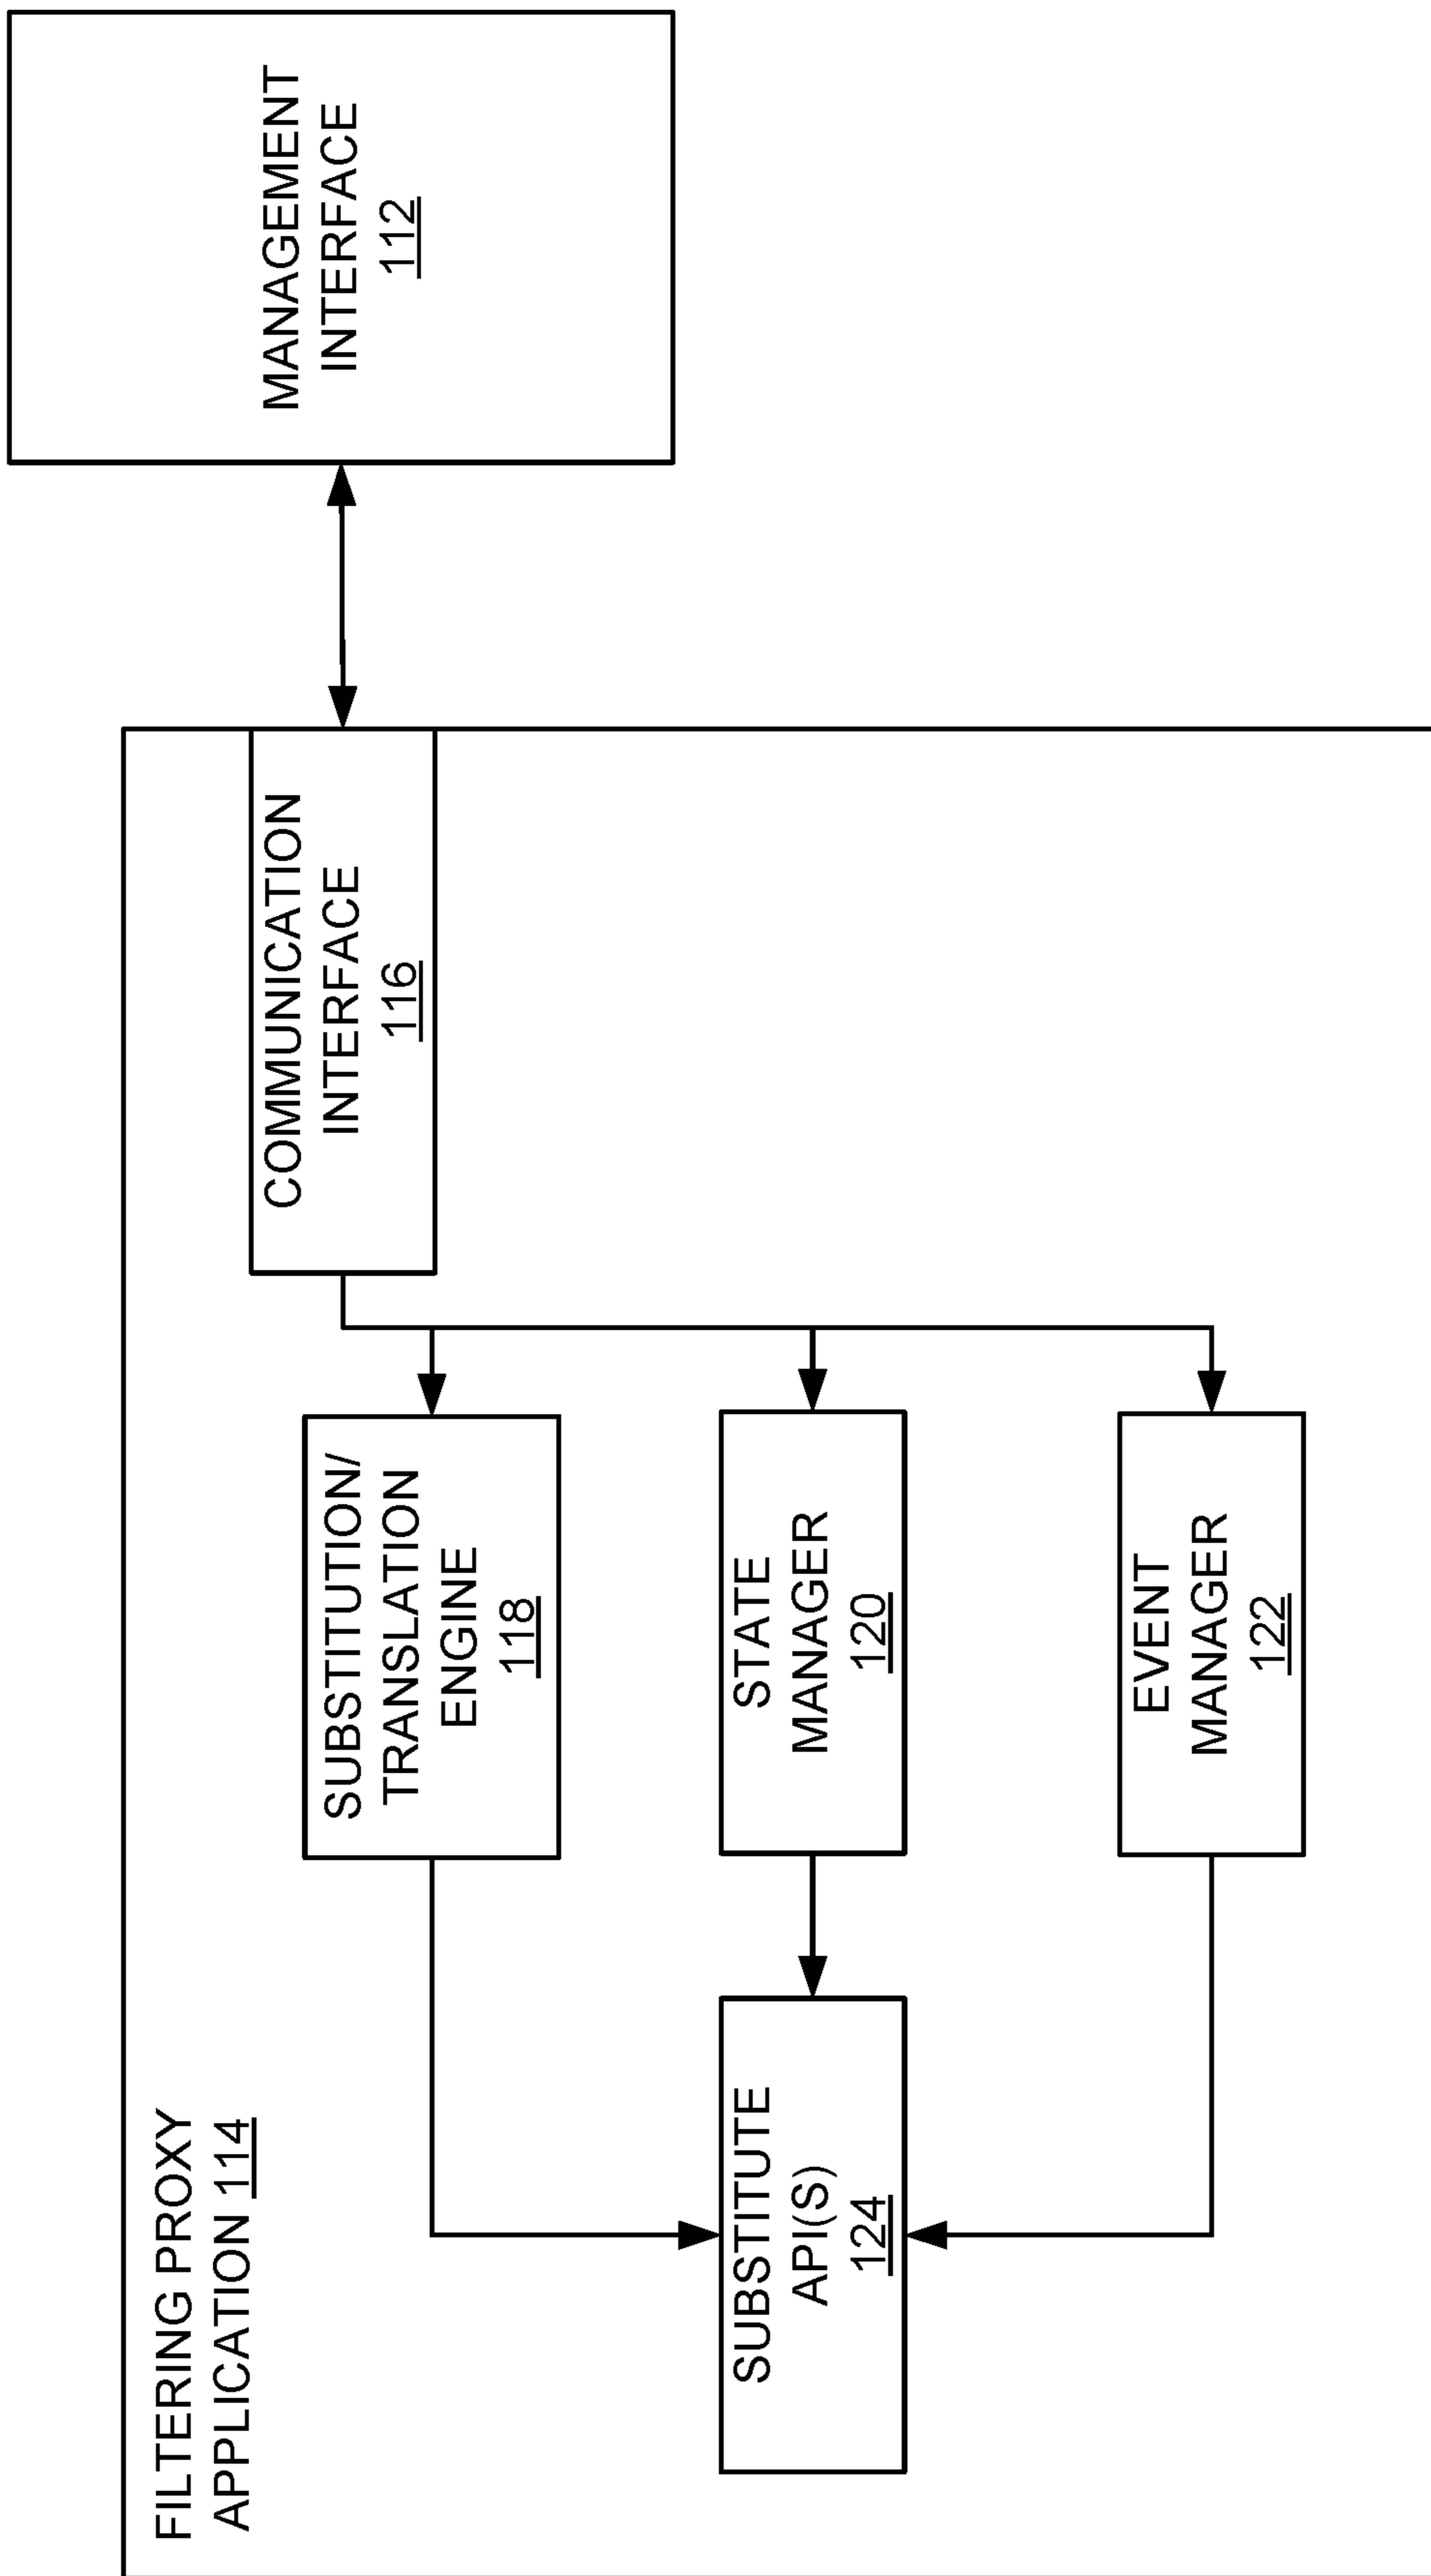 FILTERING PROXY
APPLICATION 114
SUBSTITUTE
API(S)
124
SUBSTITUTION/
TRANSLATION
ENGINE
118
STATE
MANAGER
120
EVENT
MANAGER
122
COMMUNICATION
INTERFACE
116
MANAGEMENT
INTERFACE
112